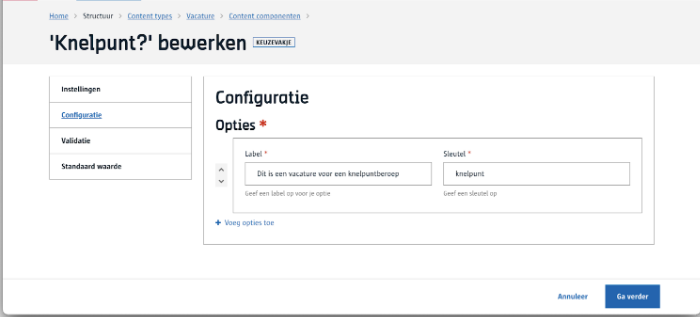 Home > Structuur > Content types > Vacature > Content componenten >
'Knelpunt?' bewerken KEUZEVAKJE
Instellingen
Configuratie
Validatie
Standaard waarde
Configuratie
Opties *
Label * Sleutel *
Dit is een vacature voor een knelpuntberoep knelpunt
Geef een label op voor je optie Geef een sleutel op
+ Voeg opties toe
Annuleer Ga verder